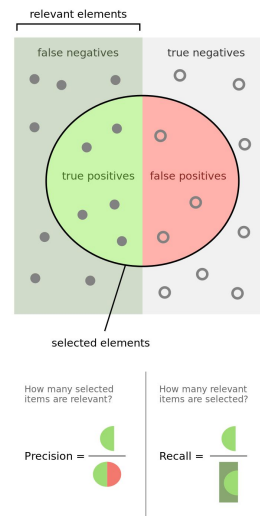 relevant elements
false negatives
true negatives
true positives
false positives
selected elements
How many selected
items are relevant?
How many relevant
items are selected?
Precision =
Recall =